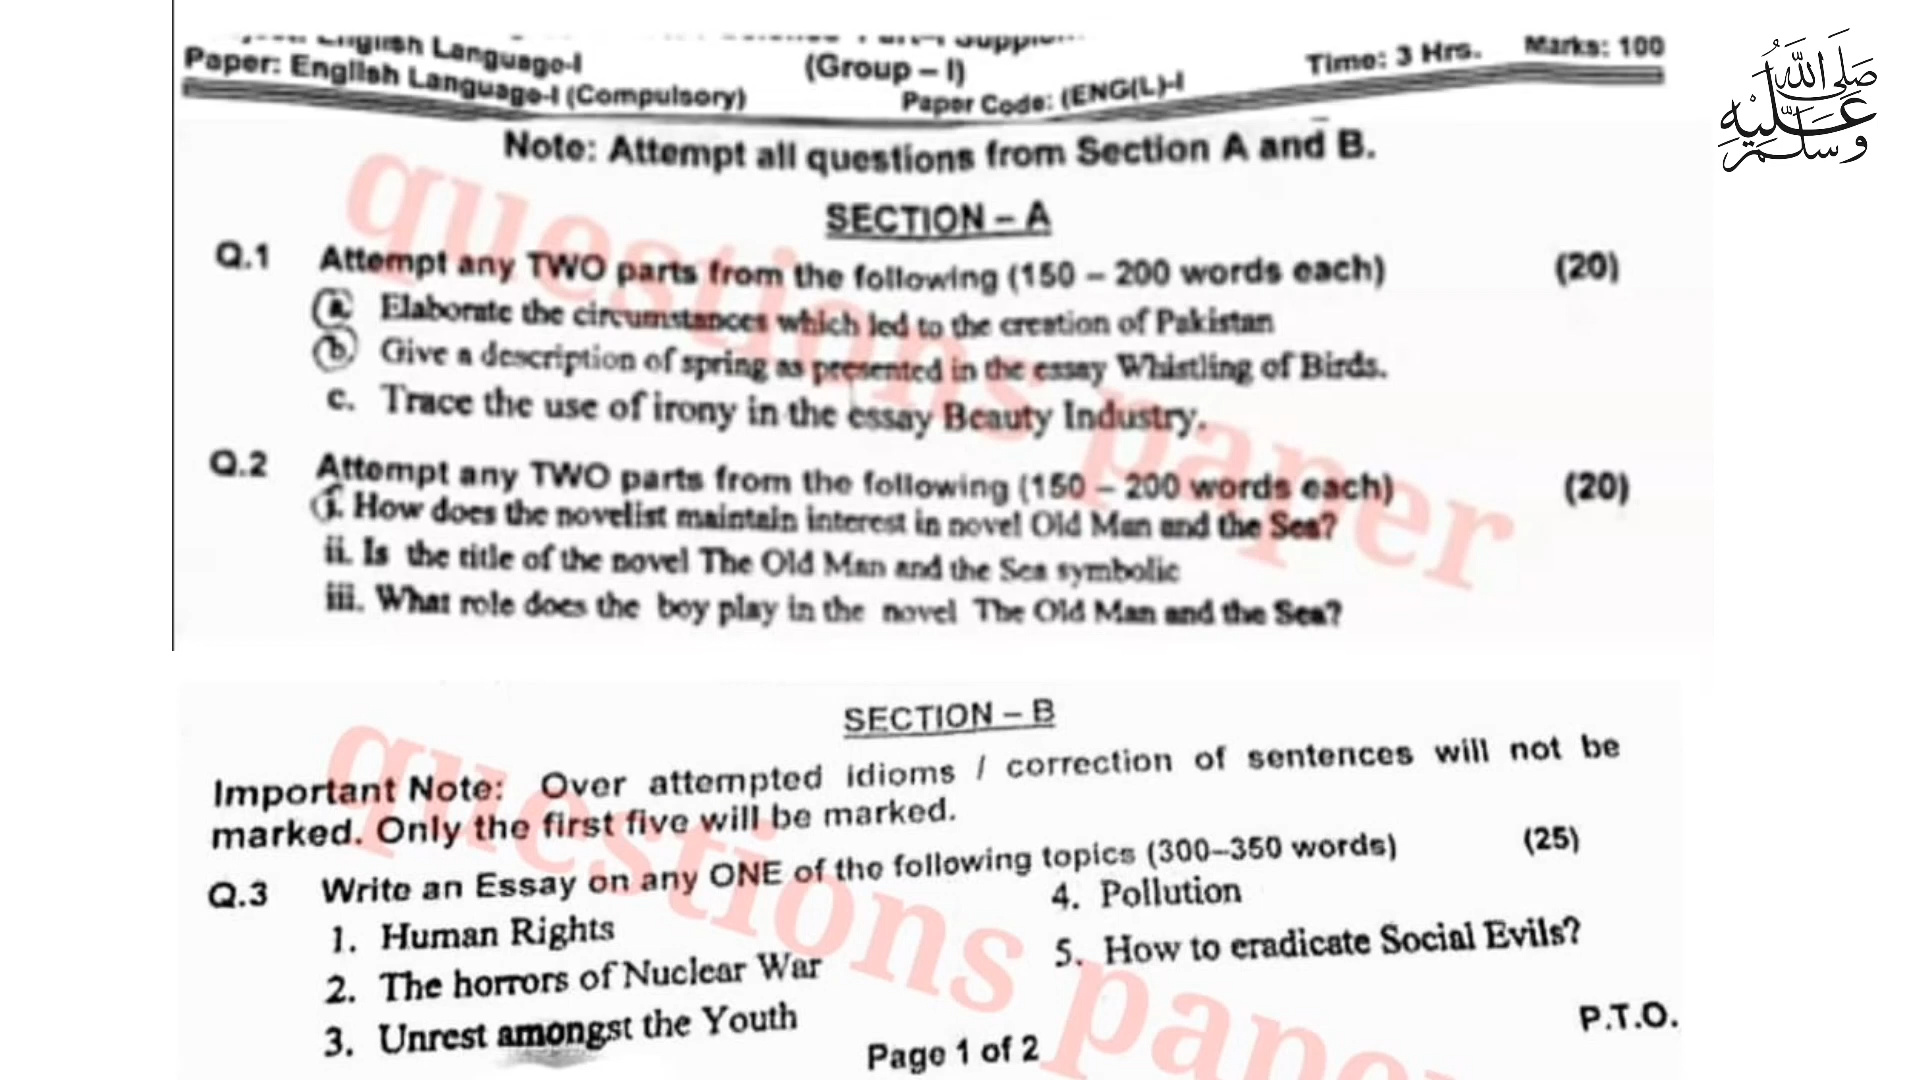 English Language-I
(Group – I)
Time: 3 Hrs. Marks: 100
Paper: English Language-I (Compulsory) Paper Code: (ENG(L)-I
صلى الله عليه وسلم
Note: Attempt all questions from Section A and B.
SECTION – A
Q.1 Attempt any TWO parts from the following (150 – 200 words each) (20)
a. Elaborate the circumstances which led to the creation of Pakistan
b. Give a description of spring as presented in the essay Whistling of Birds.
c. Trace the use of irony in the essay Beauty Industry.
Q.2 Attempt any TWO parts from the following (150 – 200 words each) (20)
i. How does the novelist maintain interest in novel Old Man and the Sea?
ii. Is the title of the novel The Old Man and the Sea symbolic
iii. What role does the boy play in the novel The Old Man and the Sea?
questions paper
SECTION – B
Important Note: Over attempted idioms / correction of sentences will not be
marked. Only the first five will be marked.
Q.3 Write an Essay on any ONE of the following topics (300–350 words) (25)
1. Human Rights
2. The horrors of Nuclear War
3. Unrest amongst the Youth
4. Pollution
5. How to eradicate Social Evils?
P.T.O.
Page 1 of 2
questions paper